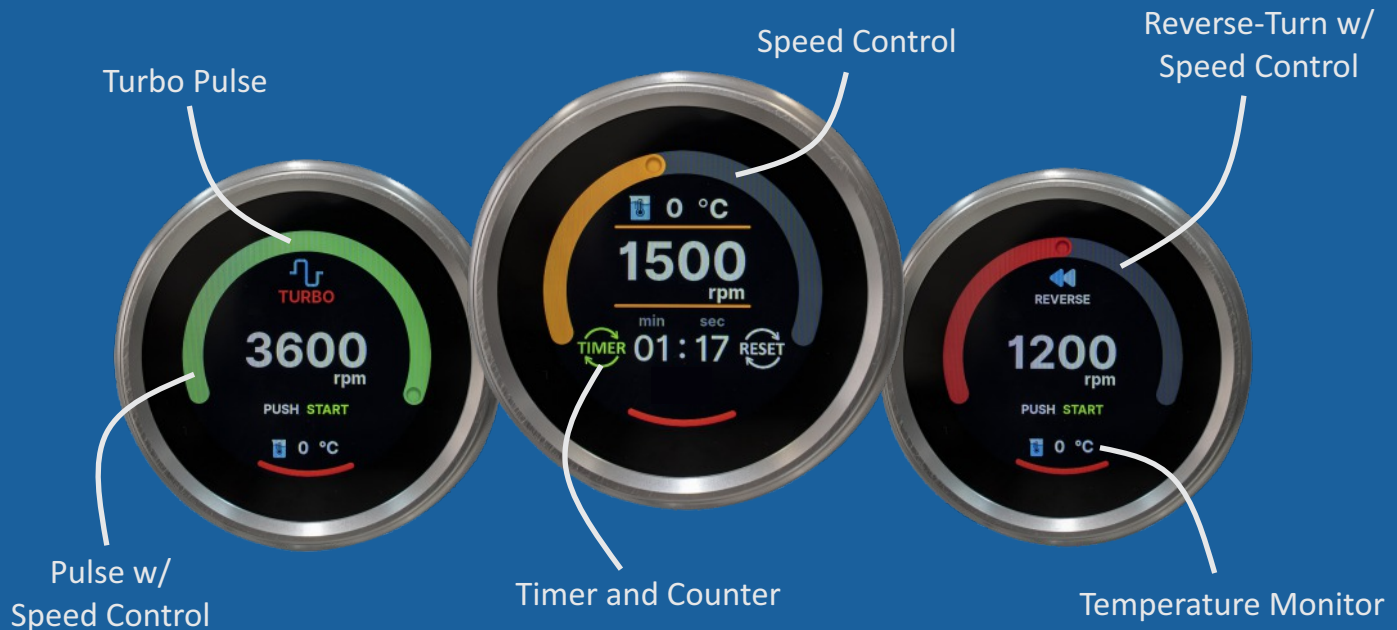 Turbo Pulse
Speed Control
Reverse-Turn w/
Speed Control
TURBO
3600
rpm
PUSH START
0 °C
0 °C
1500
rpm
min sec
TIMER 01 : 17 RESET
REVERSE
1200
rpm
PUSH START
0 °C
Pulse w/
Speed Control
Timer and Counter
Temperature Monitor